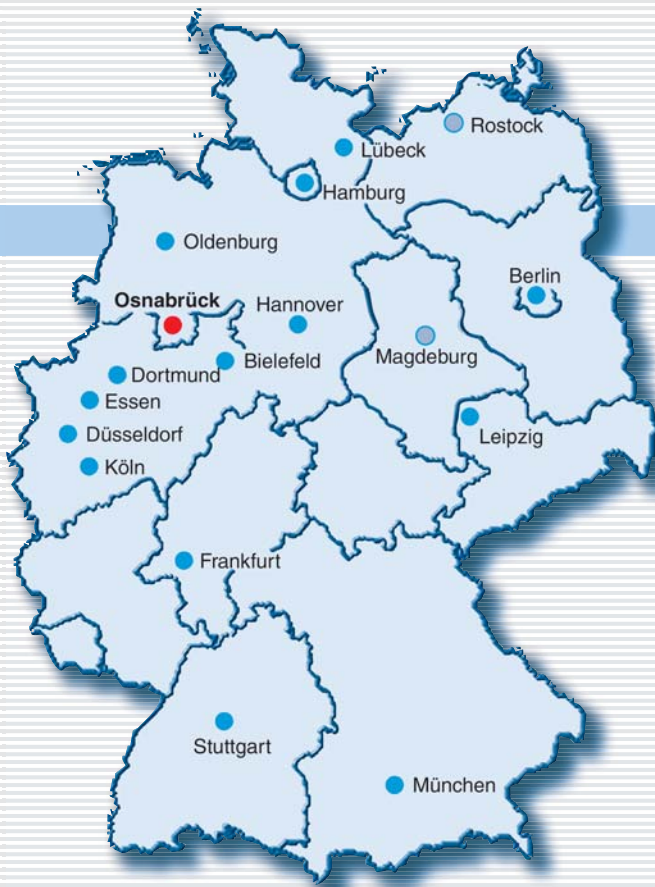 Rostock
Lübeck
Hamburg
Oldenburg
Berlin
Osnabrück
Hannover
Magdeburg
Bielefeld
Dortmund
Essen
Düsseldorf
Leipzig
Köln
Frankfurt
Stuttgart
München